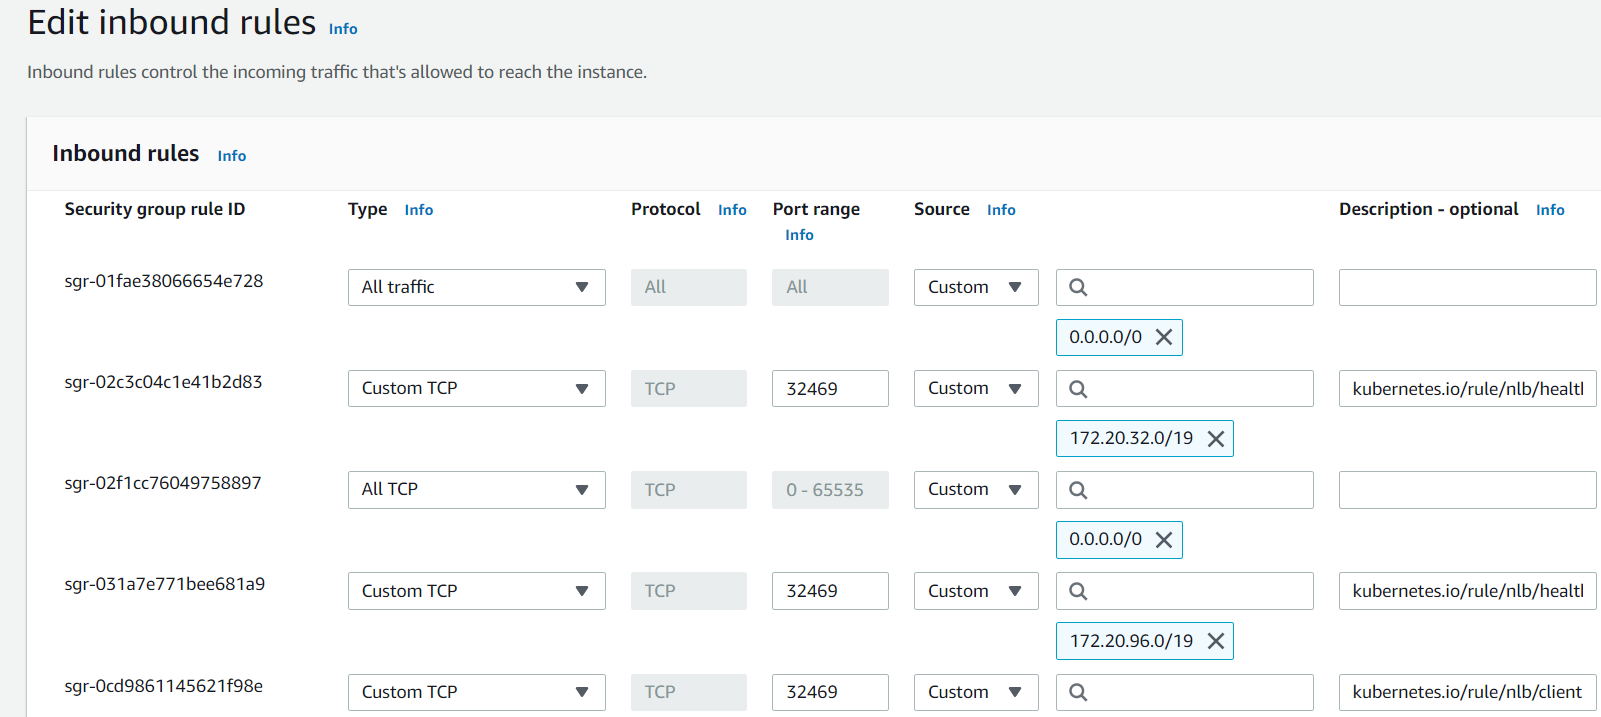 Edit inbound rules Info
Inbound rules control the incoming traffic that's allowed to reach the instance.
Inbound rules Info
Security group rule ID Type Info Protocol Info Port range Info Source Info Description - optional Info
sgr-01fae38066654e728 All traffic All All Custom
0.0.0.0/0
sgr-02c3c04c1e41b2d83 Custom TCP TCP 32469 Custom kubernetes.io/rule/nlb/healtl
172.20.32.0/19
sgr-02f1cc76049758897 All TCP TCP 0 - 65535 Custom
0.0.0.0/0
sgr-031a7e771bee681a9 Custom TCP TCP 32469 Custom kubernetes.io/rule/nlb/healtl
172.20.96.0/19
sgr-0cd9861145621f98e Custom TCP TCP 32469 Custom kubernetes.io/rule/nlb/client